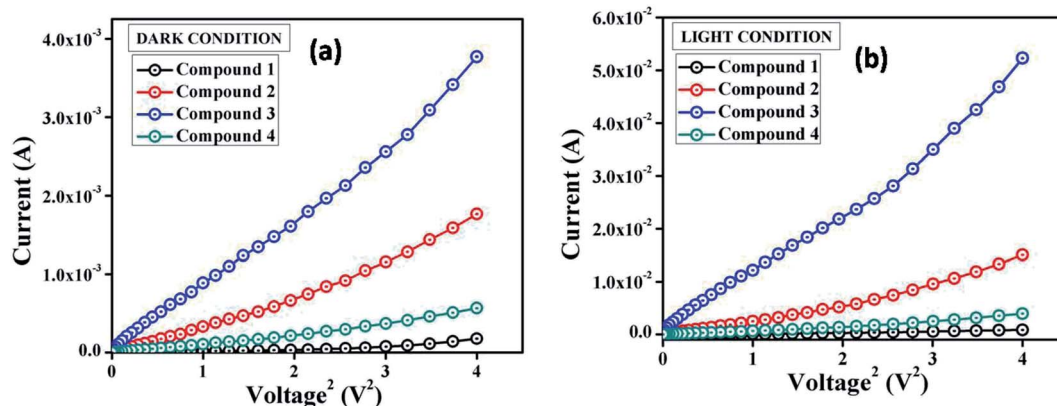 DARK CONDITION
(a)
Compound 1
Compound 2
Compound 3
Compound 4
4.0x10⁻³
2.0x10⁻³
1.0x10⁻³
0.0
Current (A)
0 1 2 3 4
Voltage² (V²)
LIGHT CONDITION
(b)
Compound 1
Compound 2
Compound 3
Compound 4
6.0x10⁻²
5.0x10⁻²
4.0x10⁻²
3.0x10⁻²
2.0x10⁻²
1.0x10⁻²
0.0
Current (A)
0 1 2 3 4
Voltage² (V²)